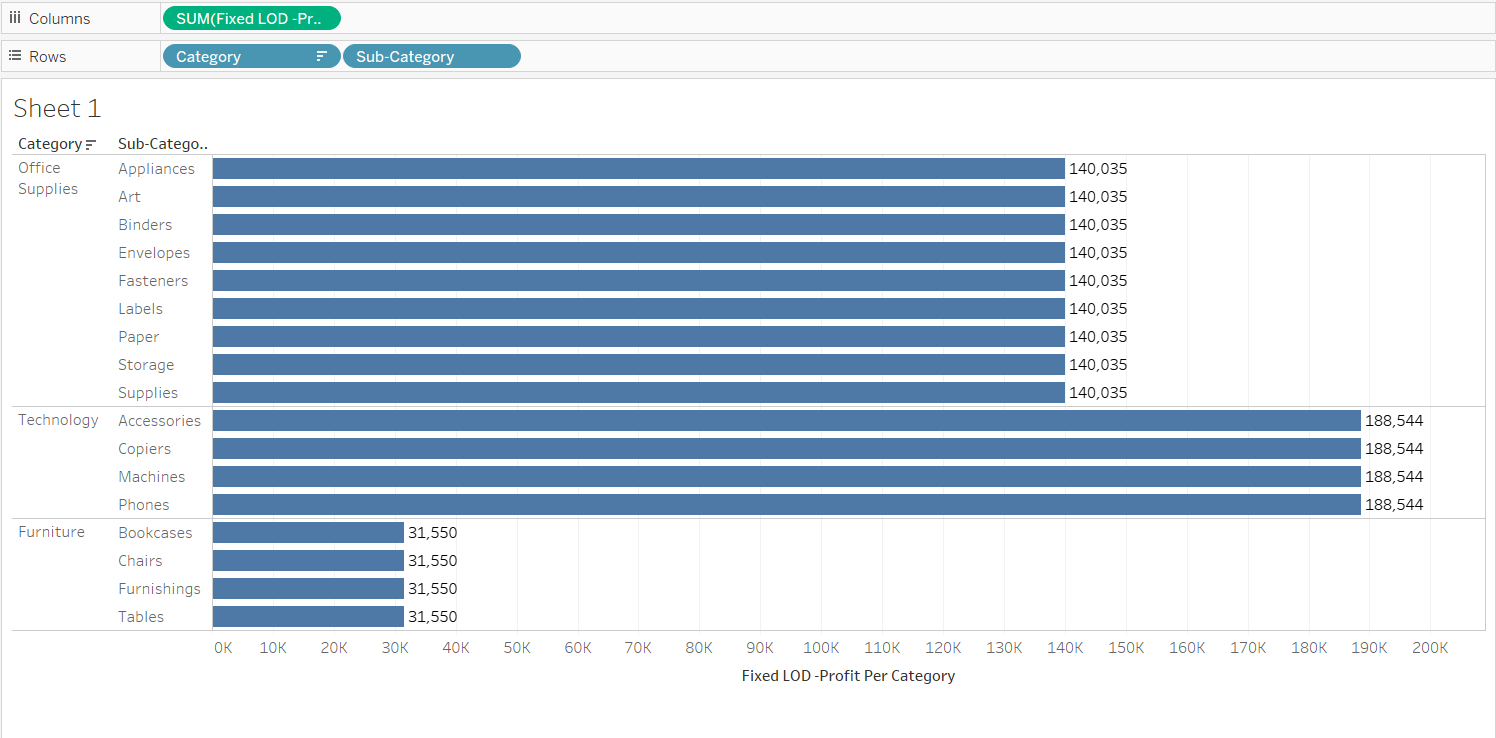 Columns SUM(Fixed LOD -Pr..
Rows Category Sub-Category
Sheet 1
Category Sub-Catego..
Office Supplies Appliances 140,035
Art 140,035
Binders 140,035
Envelopes 140,035
Fasteners 140,035
Labels 140,035
Paper 140,035
Storage 140,035
Supplies 140,035
Technology Accessories 188,544
Copiers 188,544
Machines 188,544
Phones 188,544
Furniture Bookcases 31,550
Chairs 31,550
Furnishings 31,550
Tables 31,550
0K 10K 20K 30K 40K 50K 60K 70K 80K 90K 100K 110K 120K 130K 140K 150K 160K 170K 180K 190K 200K
Fixed LOD -Profit Per Category